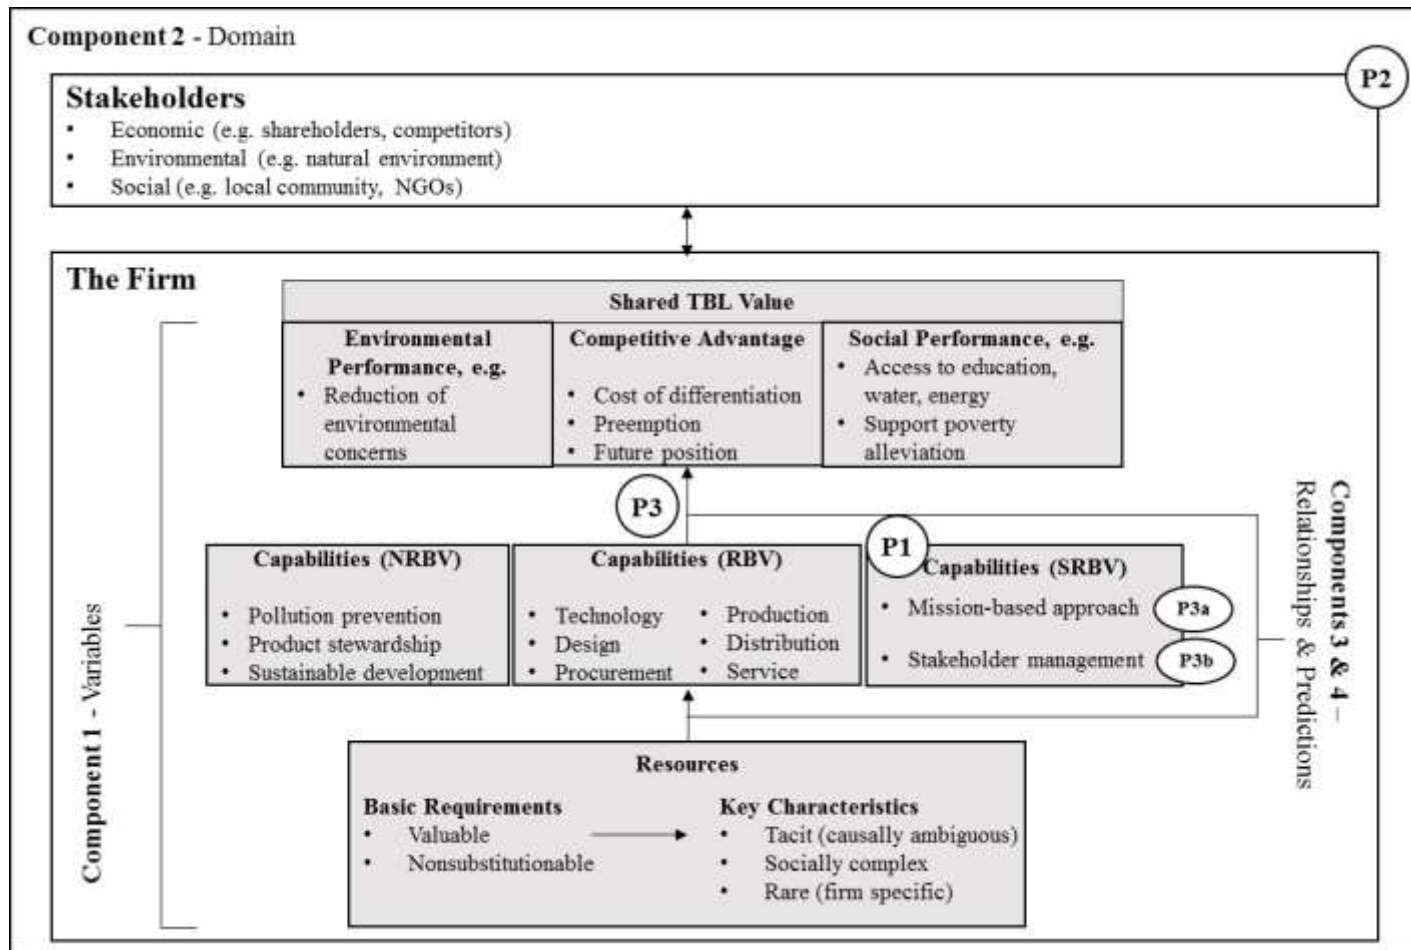 Component 2 - Domain
P2
Stakeholders
• Economic (e.g. shareholders, competitors)
• Environmental (e.g. natural environment)
• Social (e.g. local community, NGOs)
The Firm
Shared TBL Value
Environmental
Performance, e.g.
• Reduction of
environmental
concerns
Competitive Advantage
• Cost of differentiation
• Preemption
• Future position
Social Performance, e.g.
• Access to education,
water, energy
• Support poverty
alleviation
P3
P1
Capabilities (NRBV)
• Pollution prevention
• Product stewardship
• Sustainable development
Capabilities (RBV)
• Technology
• Design
• Procurement
• Production
• Distribution
• Service
Capabilities (SRBV)
• Mission-based approach
P3a
• Stakeholder management
P3b
Resources
Basic Requirements
• Valuable
• Nonsubstitutionable
Key Characteristics
• Tacit (causally ambiguous)
• Socially complex
• Rare (firm specific)
Component 1 - Variables
Components 3 & 4 –
Relationships & Predictions